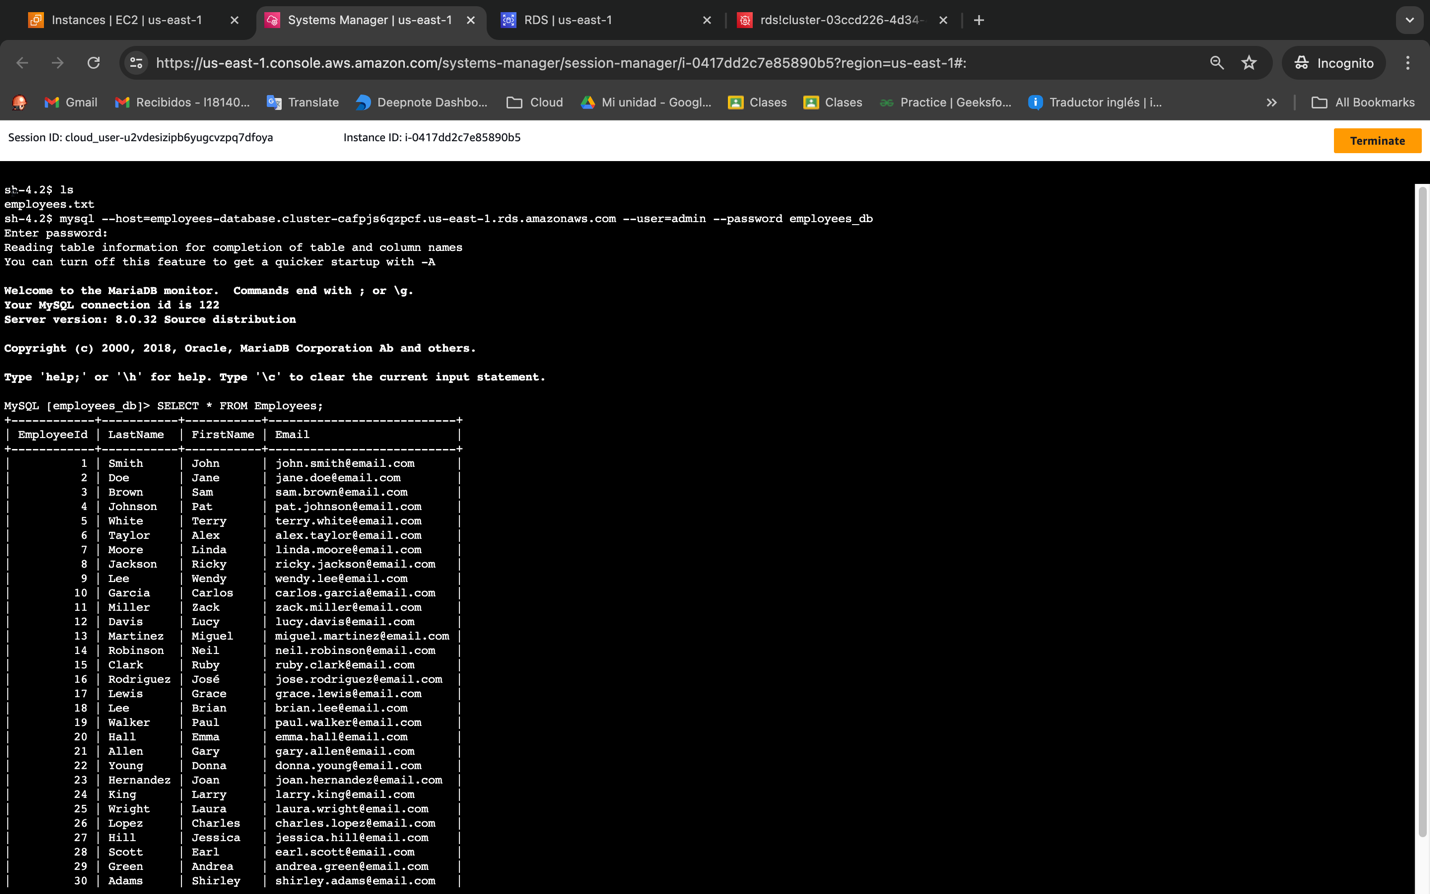 Instances | EC2 | us-east-1
Systems Manager | us-east-1
RDS | us-east-1
rds!cluster-03ccd226-4d34-
https://us-east-1.console.aws.amazon.com/systems-manager/session-manager/i-0417dd2c7e85890b5?region=us-east-1#:
Incognito
Gmail
Recibidos - l18140...
Translate
Deepnote Dashbo...
Cloud
Mi unidad - Googl...
Clases
Clases
Practice | Geeksfo...
Traductor inglés | i...
All Bookmarks
Session ID: cloud_user-u2vdesizipb6yugcvzpq7dfoya
Instance ID: i-0417dd2c7e85890b5
Terminate
sh-4.2$ ls
employees.txt
sh-4.2$ mysql --host=employees-database.cluster-cafpjs6qzpcf.us-east-1.rds.amazonaws.com --user=admin --password employees_db
Enter password:
Reading table information for completion of table and column names
You can turn off this feature to get a quicker startup with -A
Welcome to the MariaDB monitor.  Commands end with ; or \g.
Your MySQL connection id is 122
Server version: 8.0.32 Source distribution
Copyright (c) 2000, 2018, Oracle, MariaDB Corporation Ab and others.
Type 'help;' or '\h' for help. Type '\c' to clear the current input statement.
MySQL [employees_db]> SELECT * FROM Employees;
+------------+-----------+-----------+---------------------------+
| EmployeeId | LastName  | FirstName | Email                     |
+------------+-----------+-----------+---------------------------+
|          1 | Smith     | John      | john.smith@email.com      |
|          2 | Doe       | Jane      | jane.doe@email.com        |
|          3 | Brown     | Sam       | sam.brown@email.com       |
|          4 | Johnson   | Pat       | pat.johnson@email.com     |
|          5 | White     | Terry     | terry.white@email.com     |
|          6 | Taylor    | Alex      | alex.taylor@email.com     |
|          7 | Moore     | Linda     | linda.moore@email.com     |
|          8 | Jackson   | Ricky     | ricky.jackson@email.com   |
|          9 | Lee       | Wendy     | wendy.lee@email.com       |
|         10 | Garcia    | Carlos    | carlos.garcia@email.com   |
|         11 | Miller    | Zack      | zack.miller@email.com     |
|         12 | Davis     | Lucy      | lucy.davis@email.com      |
|         13 | Martinez  | Miguel    | miguel.martinez@email.com |
|         14 | Robinson  | Neil      | neil.robinson@email.com   |
|         15 | Clark     | Ruby      | ruby.clark@email.com      |
|         16 | Rodriguez | José      | jose.rodriguez@email.com  |
|         17 | Lewis     | Grace     | grace.lewis@email.com     |
|         18 | Lee       | Brian     | brian.lee@email.com       |
|         19 | Walker    | Paul      | paul.walker@email.com     |
|         20 | Hall      | Emma      | emma.hall@email.com       |
|         21 | Allen     | Gary      | gary.allen@email.com      |
|         22 | Young     | Donna     | donna.young@email.com     |
|         23 | Hernandez | Joan      | joan.hernandez@email.com  |
|         24 | King      | Larry     | larry.king@email.com      |
|         25 | Wright    | Laura     | laura.wright@email.com    |
|         26 | Lopez     | Charles   | charles.lopez@email.com   |
|         27 | Hill      | Jessica   | jessica.hill@email.com    |
|         28 | Scott     | Earl      | earl.scott@email.com      |
|         29 | Green     | Andrea    | andrea.green@email.com    |
|         30 | Adams     | Shirley   | shirley.adams@email.com   |